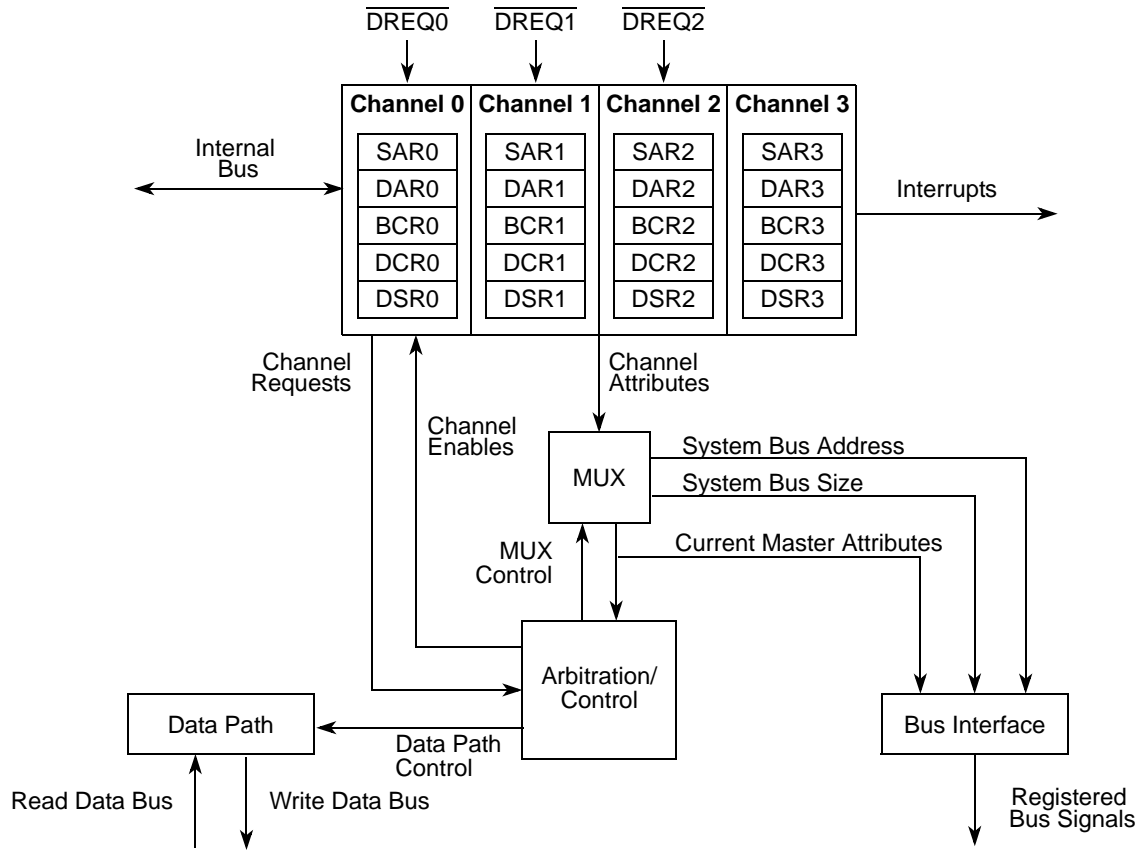 DREQ0 DREQ1 DREQ2
Channel 0 Channel 1 Channel 2 Channel 3
SAR0 SAR1 SAR2 SAR3
DAR0 DAR1 DAR2 DAR3
BCR0 BCR1 BCR2 BCR3
DCR0 DCR1 DCR2 DCR3
DSR0 DSR1 DSR2 DSR3
Internal
Bus
Interrupts
Channel
Requests
Channel
Enables
Channel
Attributes
MUX
System Bus Address
System Bus Size
Current Master Attributes
MUX
Control
Arbitration/
Control
Data Path
Data Path
Control
Bus Interface
Read Data Bus
Write Data Bus
Registered
Bus Signals